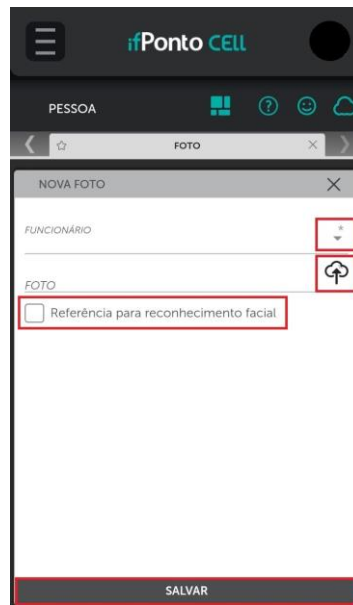 ifPonto CELL
PESSOA
FOTO
NOVA FOTO
FUNCIONÁRIO
*
FOTO
Referência para reconhecimento facial
SALVAR